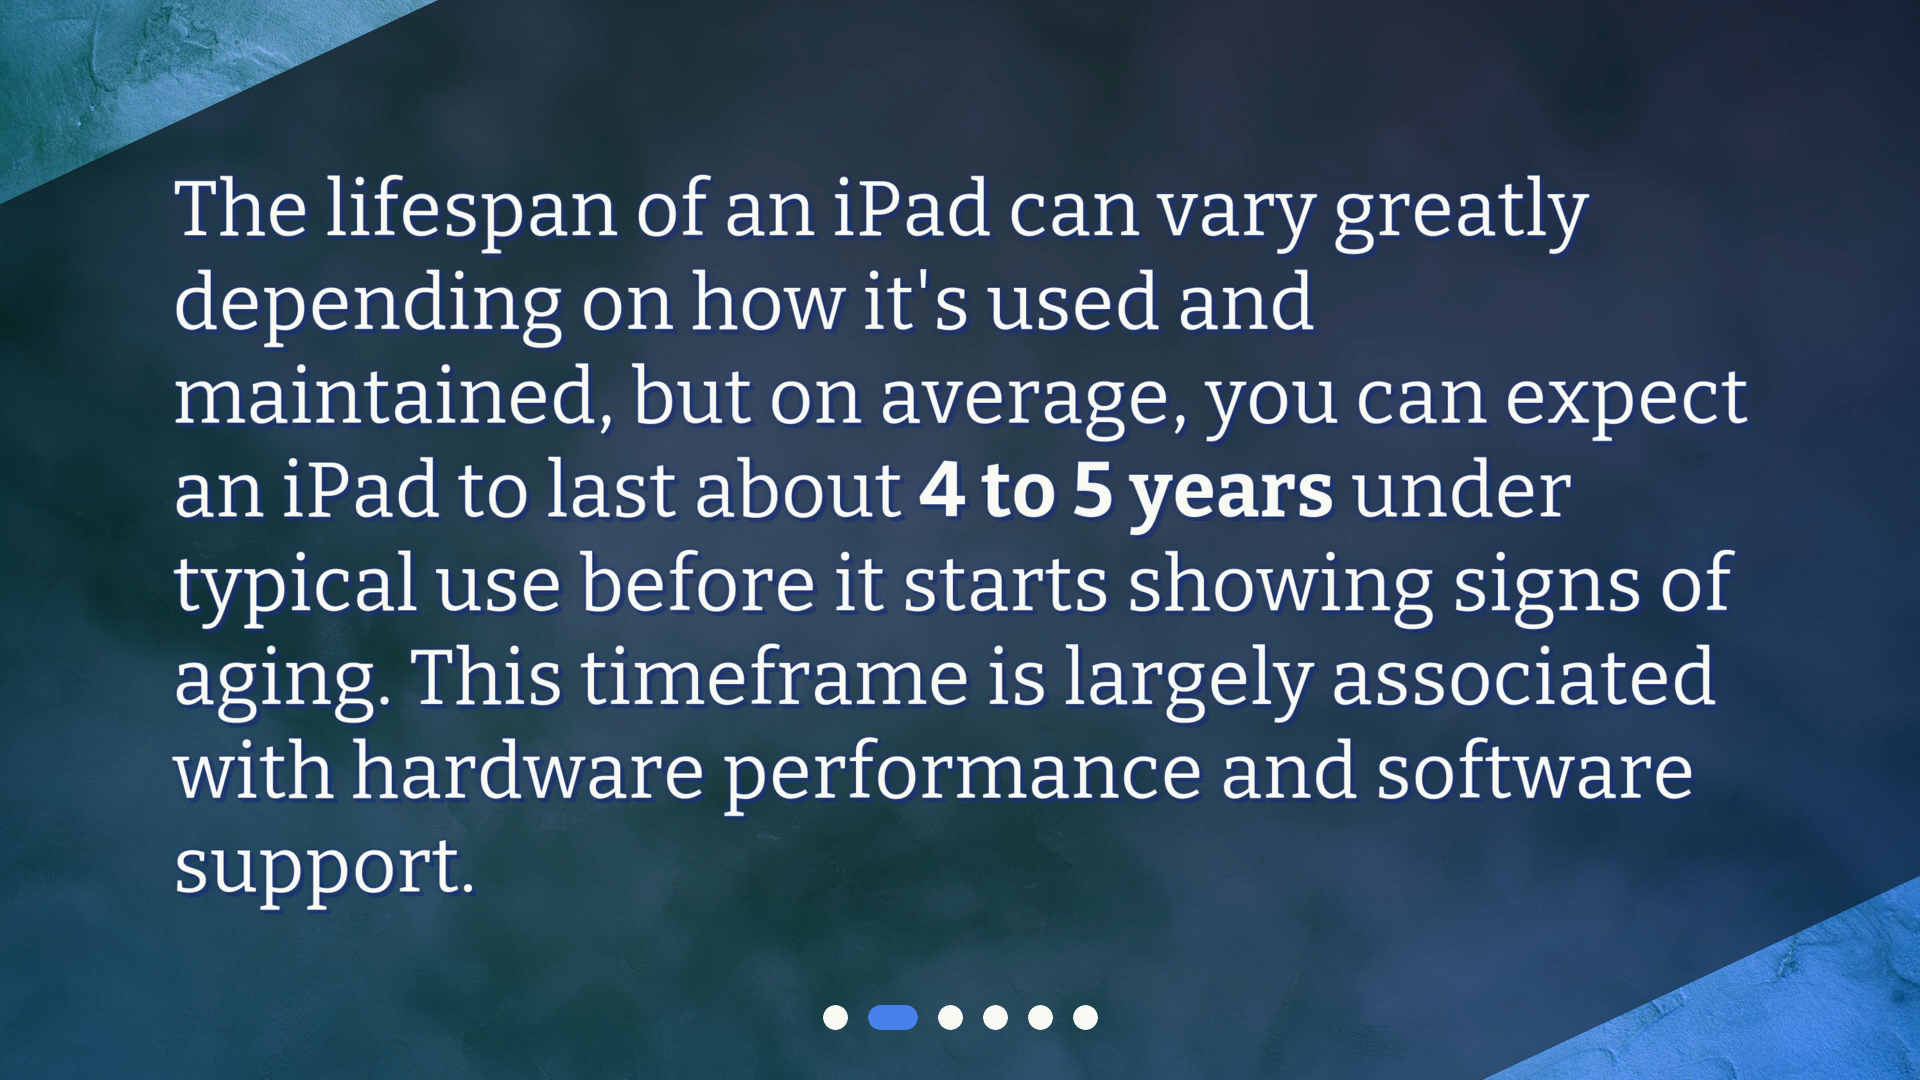 The lifespan of an iPad can vary greatly
depending on how it's used and
maintained, but on average, you can expect
an iPad to last about 4 to 5 years under
typical use before it starts showing signs of
aging. This timeframe is largely associated
with hardware performance and software
support.